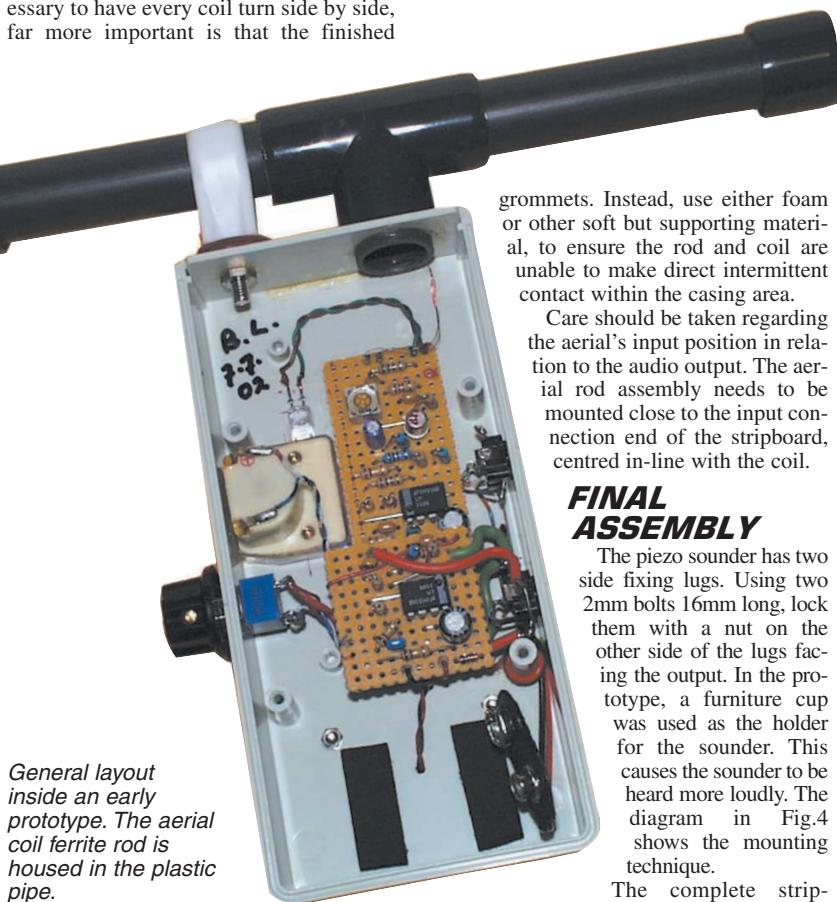 essary to have every coil turn side by side,
far more important is that the finished
grommets. Instead, use either foam
or other soft but supporting materi-
al, to ensure the rod and coil are
unable to make direct intermittent
contact within the casing area.
Care should be taken regarding
the aerial's input position in rela-
tion to the audio output. The aer-
ial rod assembly needs to be
mounted close to the input con-
nection end of the stripboard,
centred in-line with the coil.
FINAL
ASSEMBLY
The piezo sounder has two
side fixing lugs. Using two
2mm bolts 16mm long, lock
them with a nut on the
other side of the lugs fac-
ing the output. In the pro-
totype, a furniture cup
was used as the holder
for the sounder. This
causes the sounder to be
heard more loudly. The
diagram in Fig.4
shows the mounting
technique.
The complete strip-
B.L.
7.7.
02
General layout
inside an early
prototype. The aerial
coil ferrite rod is
housed in the plastic
pipe.